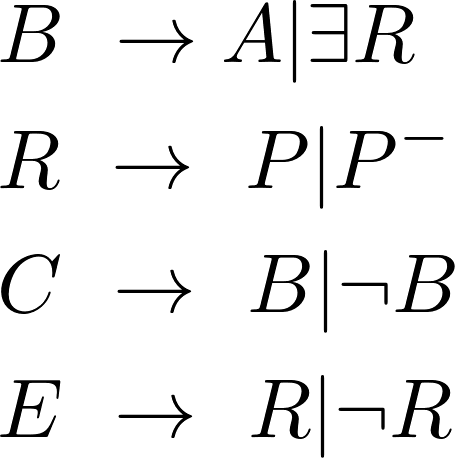 B → A|∃R
R → P|P⁻
C → B|¬B
E → R|¬R